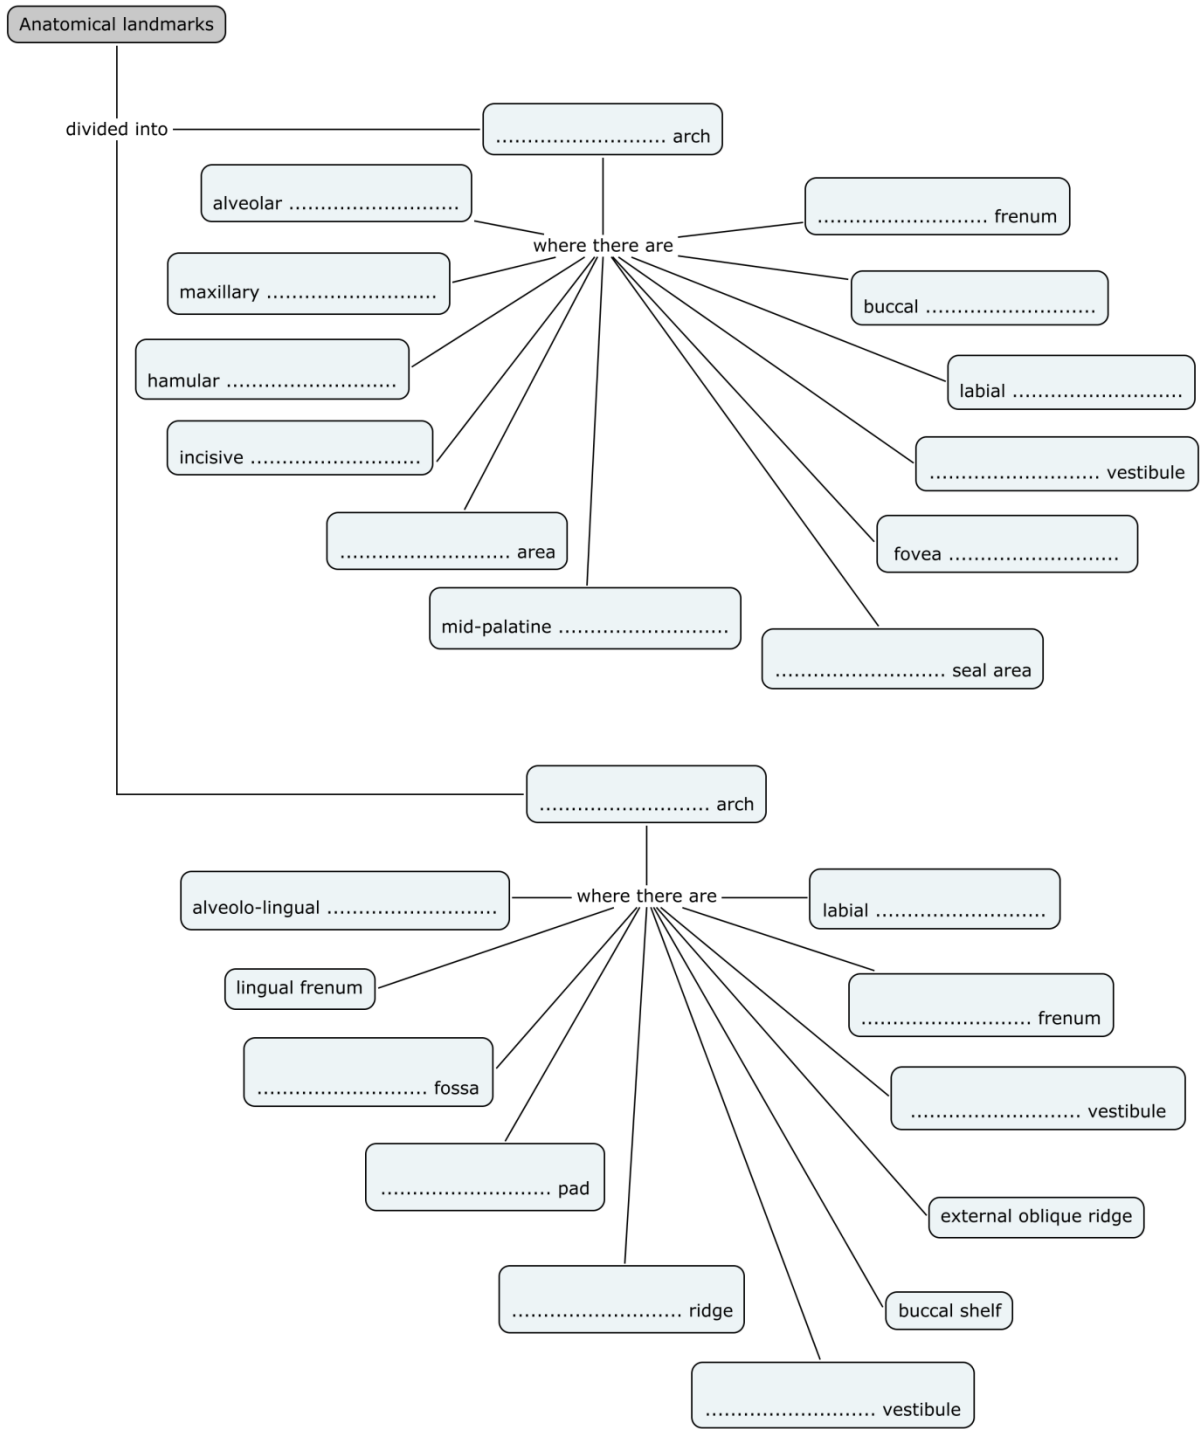 Anatomical landmarks
divided into
........................... arch
alveolar ...........................
........................... frenum
where there are
maxillary ...........................
buccal ...........................
hamular ...........................
labial ...........................
incisive ...........................
........................... vestibule
........................... area
fovea ...........................
mid-palatine ...........................
........................... seal area
........................... arch
where there are
alveolo-lingual ...........................
labial ...........................
lingual frenum
........................... frenum
........................... fossa
........................... vestibule
........................... pad
external oblique ridge
........................... ridge
buccal shelf
........................... vestibule